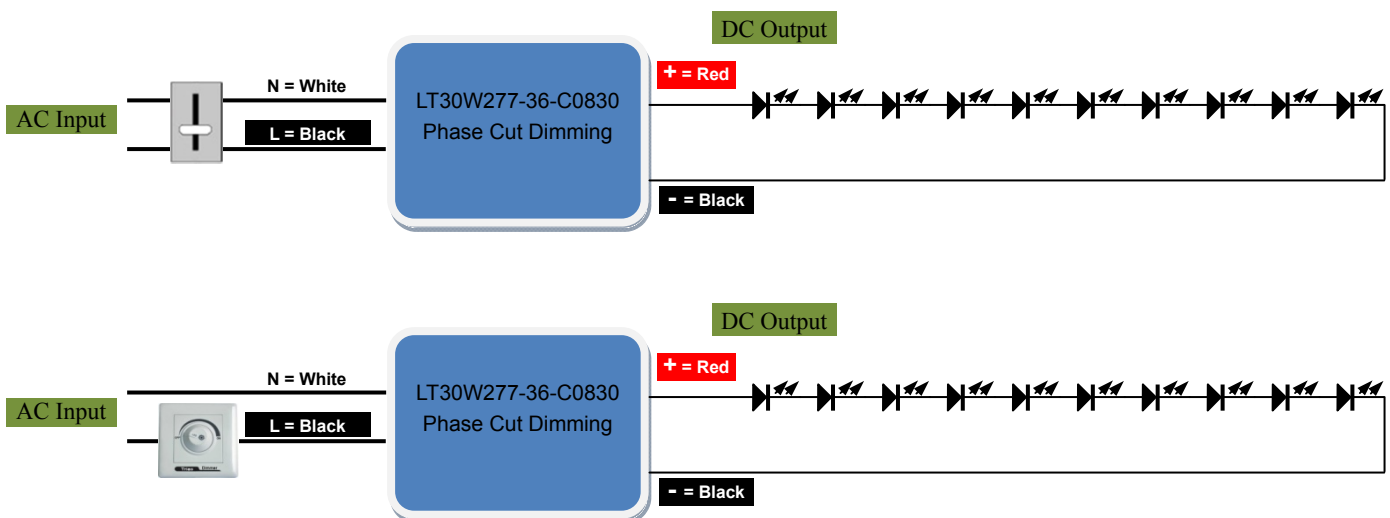 DC Output
+ = Red
N = White
LT30W277-36-C0830
AC Input
L = Black
Phase Cut Dimming
- = Black
DC Output
+ = Red
N = White
LT30W277-36-C0830
AC Input
L = Black
Phase Cut Dimming
- = Black